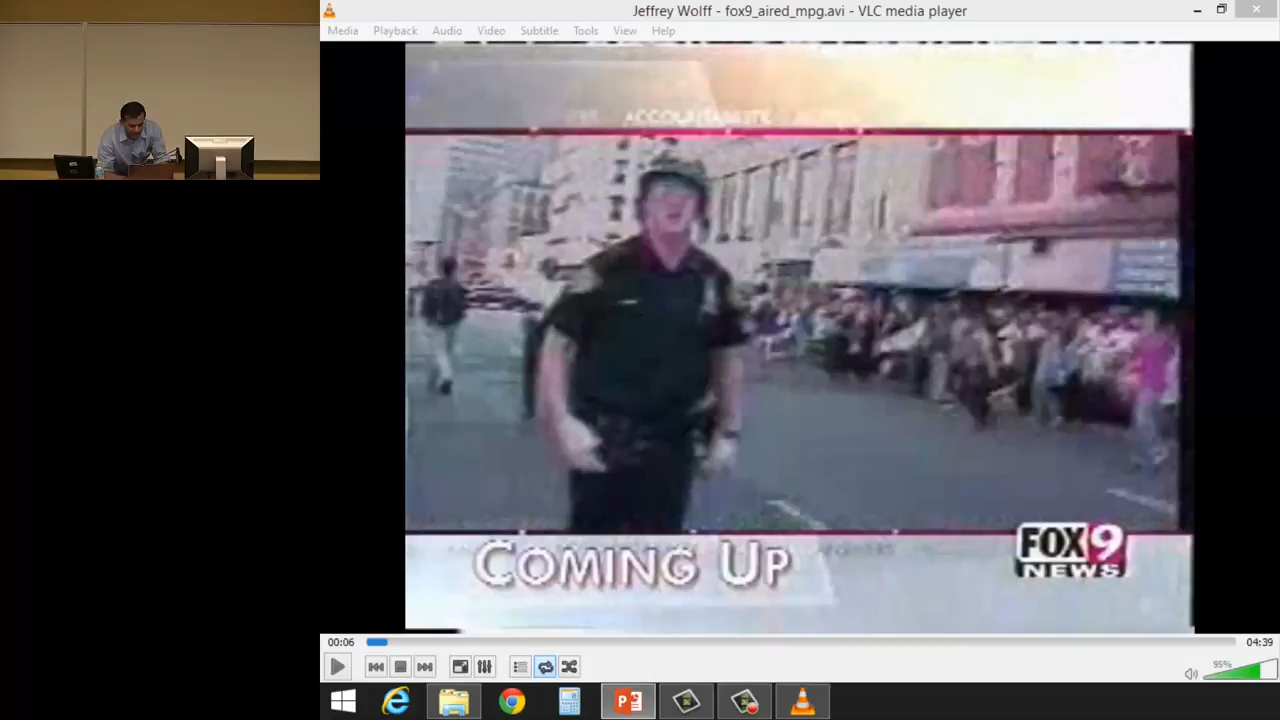 Jeffrey Wolff - fox9_aired_mpg.avi - VLC media player
Media Playback Audio Video Subtitle Tools View Help
COMING UP
FOX 9
NEWS
00:06
04:39
95%